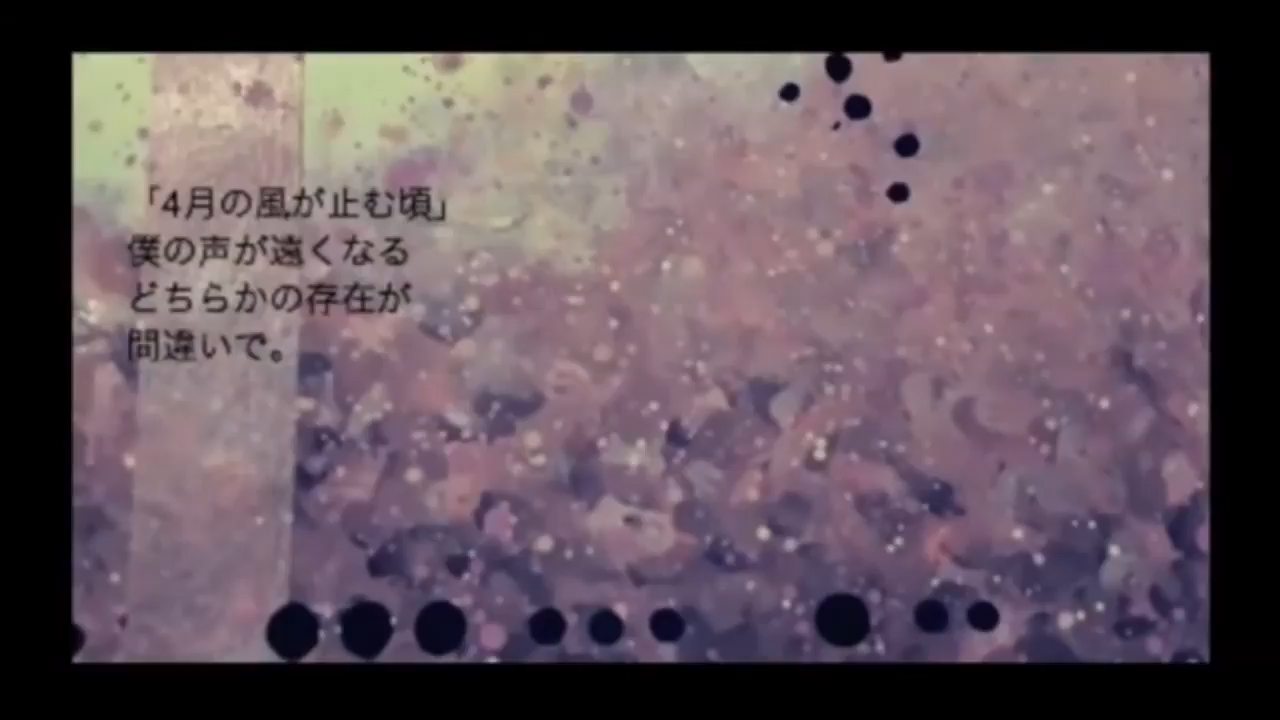 「4月の風が止む頃」
僕の声が遠くなる
どちらかの存在が
間違いで。